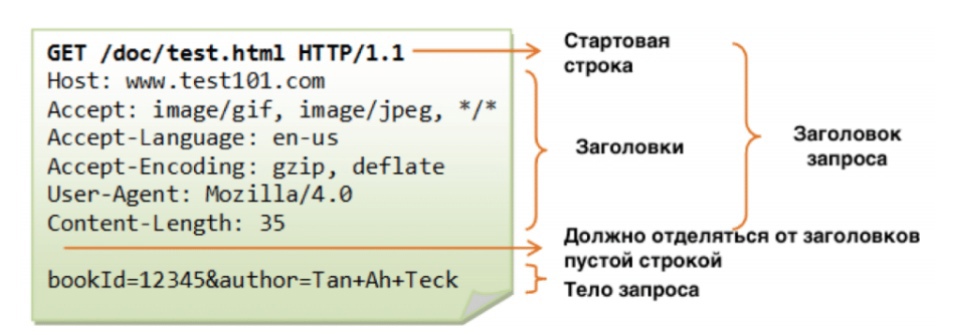 GET /doc/test.html HTTP/1.1
Host: www.test101.com
Accept: image/gif, image/jpeg, */*
Accept-Language: en-us
Accept-Encoding: gzip, deflate
User-Agent: Mozilla/4.0
Content-Length: 35
bookId=12345&author=Tan+Ah+Teck
Стартовая
строка
Заголовки
Заголовок
запроса
Должно отделяться от заголовков
пустой строкой
Тело запроса